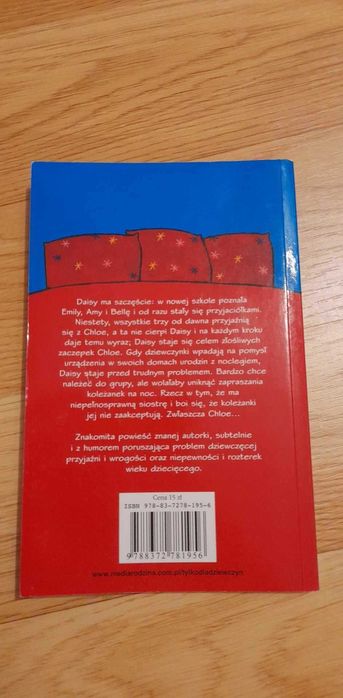 Daisy ma szczęście: w nowej szkole poznała
Emily, Amy i Bellę i od razu stały się przyjaciółkami.
Niestety, wszystkie trzy od dawna przyjaźnią
się z Chloe, a ta nie cierpi Daisy i na każdym kroku
daje temu wyraz; Daisy staje się celem złośliwych
zaczepek Chloe. Gdy dziewczynki wpadają na pomysł
urządzenia w swoich domach urodzin z noclegiem,
Daisy staje przed trudnym problemem. Bardzo chce
należeć do grupy, ale wolałaby uniknąć zapraszania
koleżanek na noc. Rzecz w tym, że ma
niepełnosprawną siostrę i boi się, że koleżanki
jej nie zaakceptują. Zwłaszcza Chloe...
Znakomita powieść znanej autorki, subtelnie
i z humorem poruszająca problem dziewczęcej
przyjaźni i wrogości oraz niepewności i rozterek
wieku dziecięcego.
Cena 15 zł
ISBN 978-83-7278-195-6
9 788372 781956
www.mediarodzina.com.pl/tylkodladziewczyn